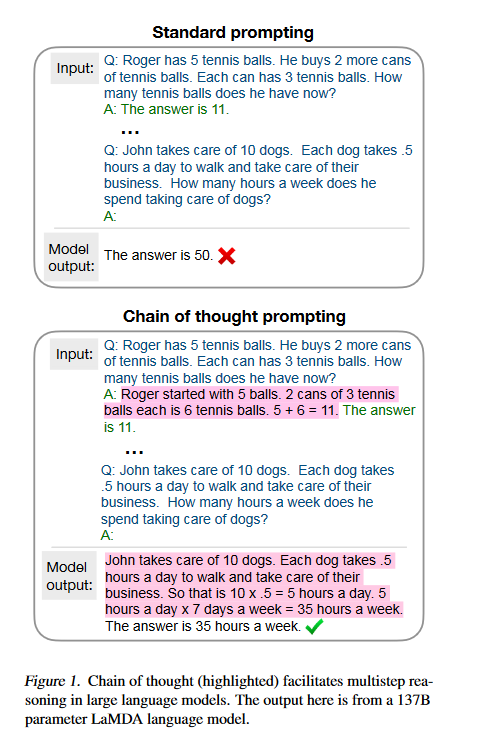 Standard prompting
Input:
Q: Roger has 5 tennis balls. He buys 2 more cans
of tennis balls. Each can has 3 tennis balls. How
many tennis balls does he have now?
A: The answer is 11.
...
Q: John takes care of 10 dogs. Each dog takes .5
hours a day to walk and take care of their
business. How many hours a week does he
spend taking care of dogs?
A:
Model
output:
The answer is 50.
Chain of thought prompting
Input:
Q: Roger has 5 tennis balls. He buys 2 more cans
of tennis balls. Each can has 3 tennis balls. How
many tennis balls does he have now?
A: Roger started with 5 balls. 2 cans of 3 tennis
balls each is 6 tennis balls. 5 + 6 = 11. The answer
is 11.
...
Q: John takes care of 10 dogs. Each dog takes
.5 hours a day to walk and take care of their
business. How many hours a week does he
spend taking care of dogs?
A:
Model
output:
John takes care of 10 dogs. Each dog takes .5
hours a day to walk and take care of their
business. So that is 10 x .5 = 5 hours a day. 5
hours a day x 7 days a week = 35 hours a week.
The answer is 35 hours a week.
Figure 1. Chain of thought (highlighted) facilitates multistep rea-
soning in large language models. The output here is from a 137B
parameter LaMDA language model.